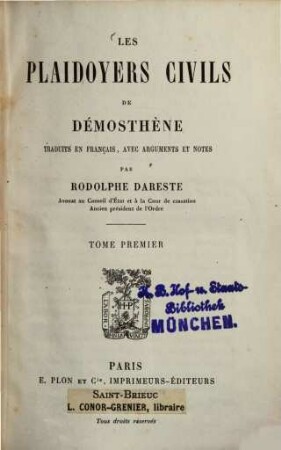 LES
PLAIDOYERS CIVILS
DE
DÉMOSTHÈNE
TRADUITS EN FRANÇAIS, AVEC ARGUMENTS ET NOTES
PAR
RODOLPHE DARESTE
Avocat au Conseil d'État et à la Cour de cassation
Ancien président de l'Ordre
TOME PREMIER
K. B. Hof- u. Staats-
Bibliothek
MÜNCHEN.
PARIS
E. PLON ET Cie, IMPRIMEURS-ÉDITEURS
SAINT-BRIEUC
L. CONOR-GRENIER, libraire
Tous droits réservés